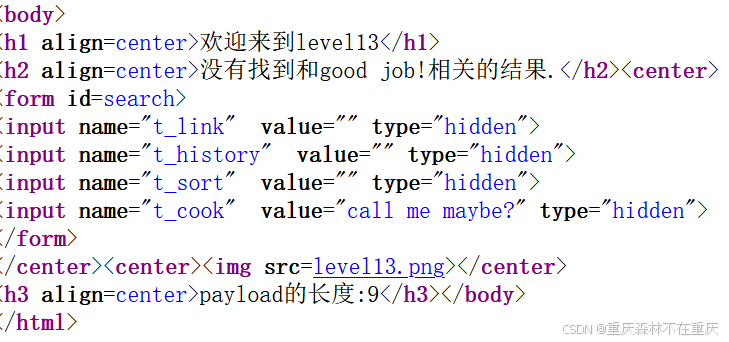 <body>
<h1 align=center>欢迎来到level13</h1>
<h2 align=center>没有找到和good job!相关的结果.</h2><center>
<form id=search>
<input name="t_link"  value="" type="hidden">
<input name="t_history"  value="" type="hidden">
<input name="t_sort"  value="" type="hidden">
<input name="t_cook"  value="call me maybe?" type="hidden">
</form>
</center><center><img src=level13.png></center>
<h3 align=center>payload的长度:9</h3></body>
</html>
CSDN @重庆森林不在重庆